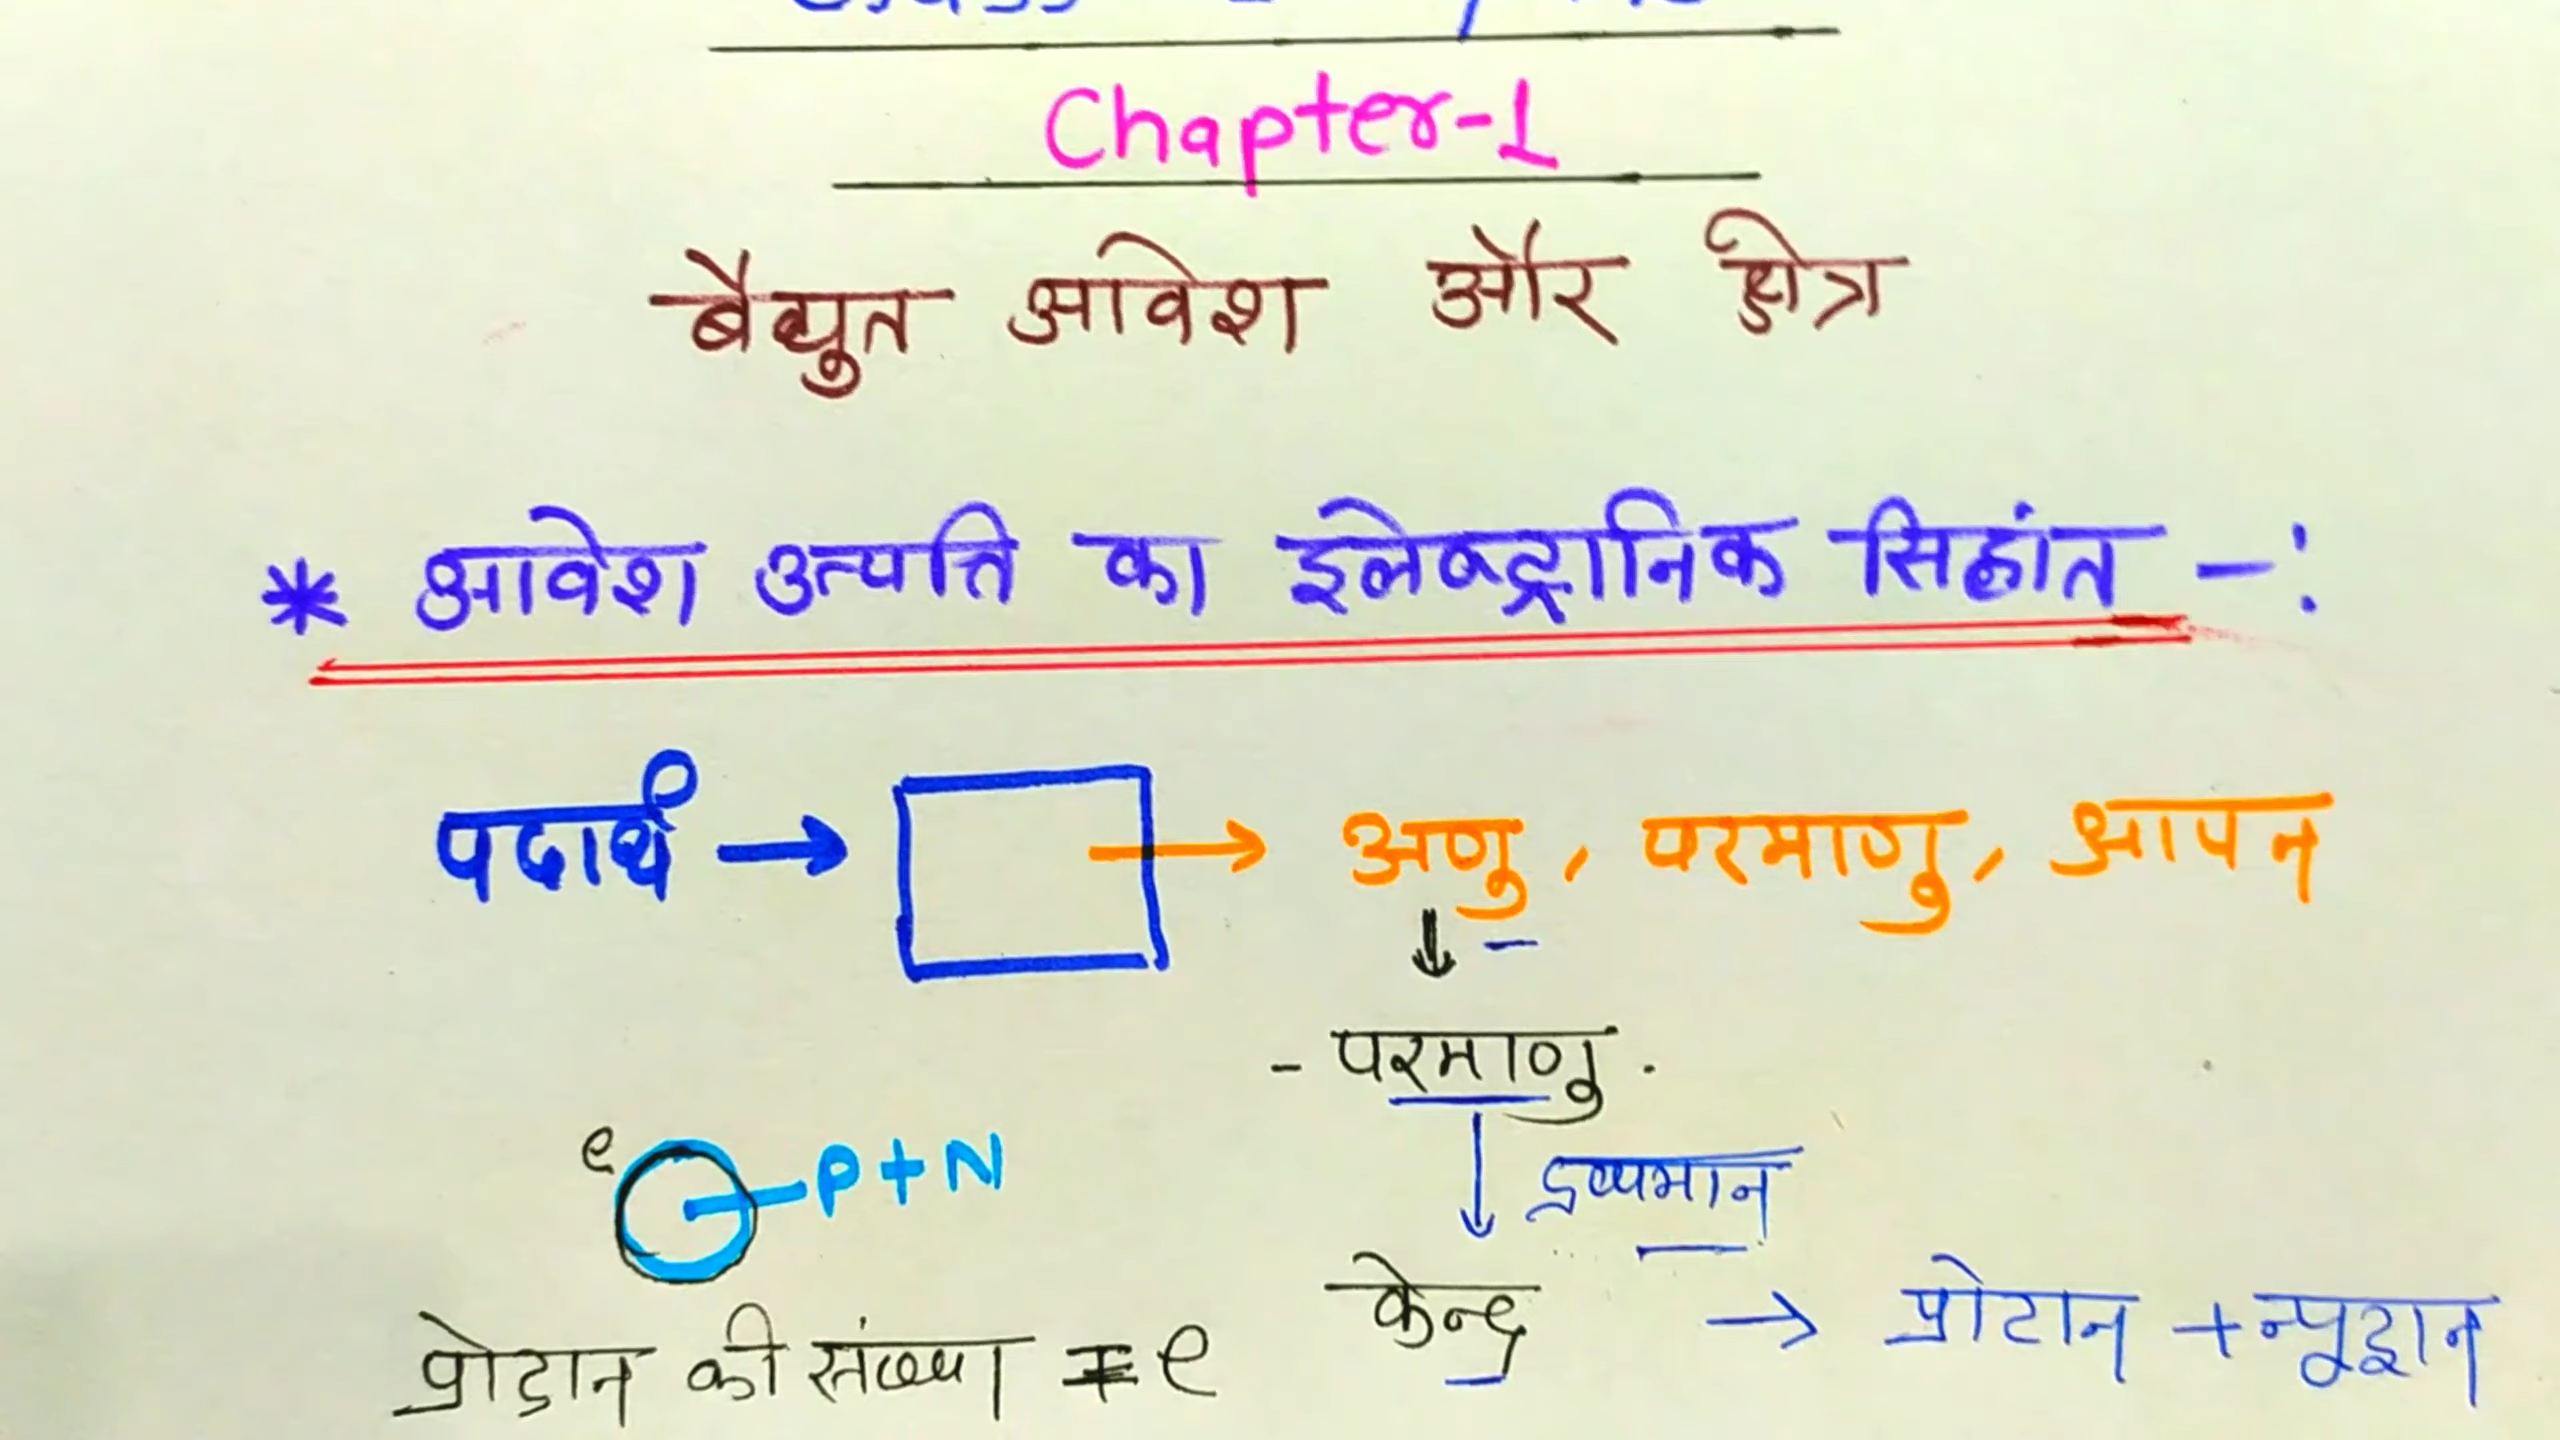 Chapter-1
बैद्युत आवेश और क्षेत्र
* आवेश उत्पत्ति का इलेक्ट्रानिक सिद्धांत -:
पदार्थ → → अणु, परमाणु, आयन
↓
- परमाणु .
e P+N
↓ द्रव्यमान
केन्द्र → प्रोटान + न्यूट्रान
प्रोटान की संख्या = e